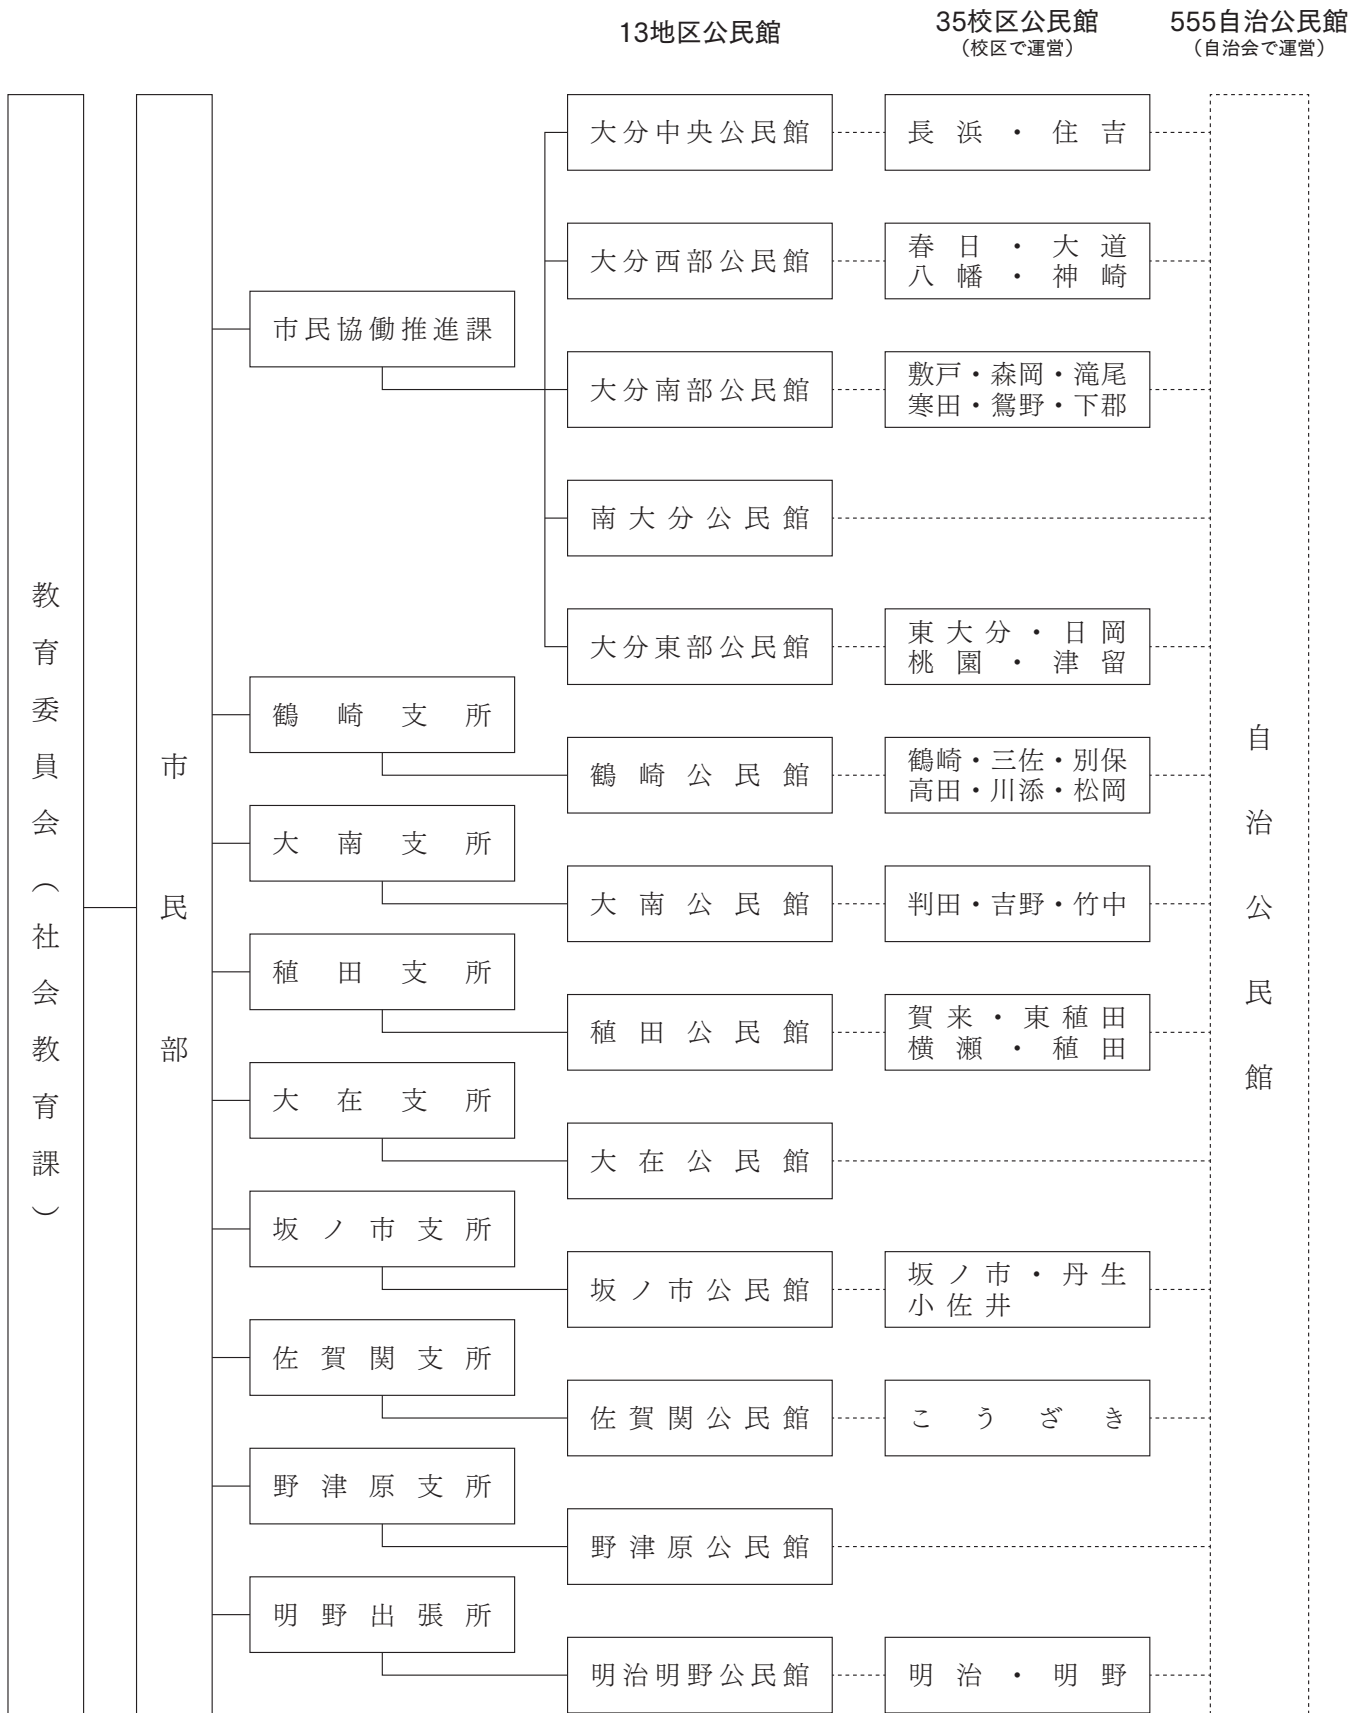 13地区公民館
35校区公民館
（校区で運営）
555自治公民館
（自治会で運営）
教育委員会（社会教育課）
市民部
市民協働推進課
大分中央公民館
長浜・住吉
大分西部公民館
春日・大道
八幡・神崎
大分南部公民館
敷戸・森岡・滝尾
寒田・鴛野・下郡
南大分公民館
大分東部公民館
東大分・日岡
桃園・津留
鶴崎支所
鶴崎公民館
鶴崎・三佐・別保
高田・川添・松岡
大南支所
大南公民館
判田・吉野・竹中
稙田支所
稙田公民館
賀来・東稙田
横瀬・稙田
大在支所
大在公民館
坂ノ市支所
坂ノ市公民館
坂ノ市・丹生
小佐井
佐賀関支所
佐賀関公民館
こうざき
野津原支所
野津原公民館
明野出張所
明治明野公民館
明治・明野
自治公民館